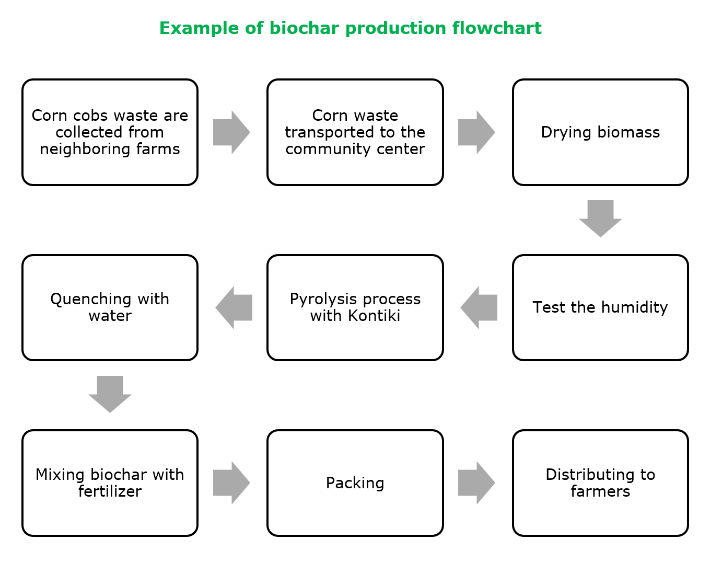 Example of biochar production flowchart
Corn cobs waste are
collected from
neighboring farms
Corn waste
transported to the
community center
Drying biomass
Test the humidity
Pyrolysis process
with Kontiki
Quenching with
water
Mixing biochar with
fertilizer
Packing
Distributing to
farmers